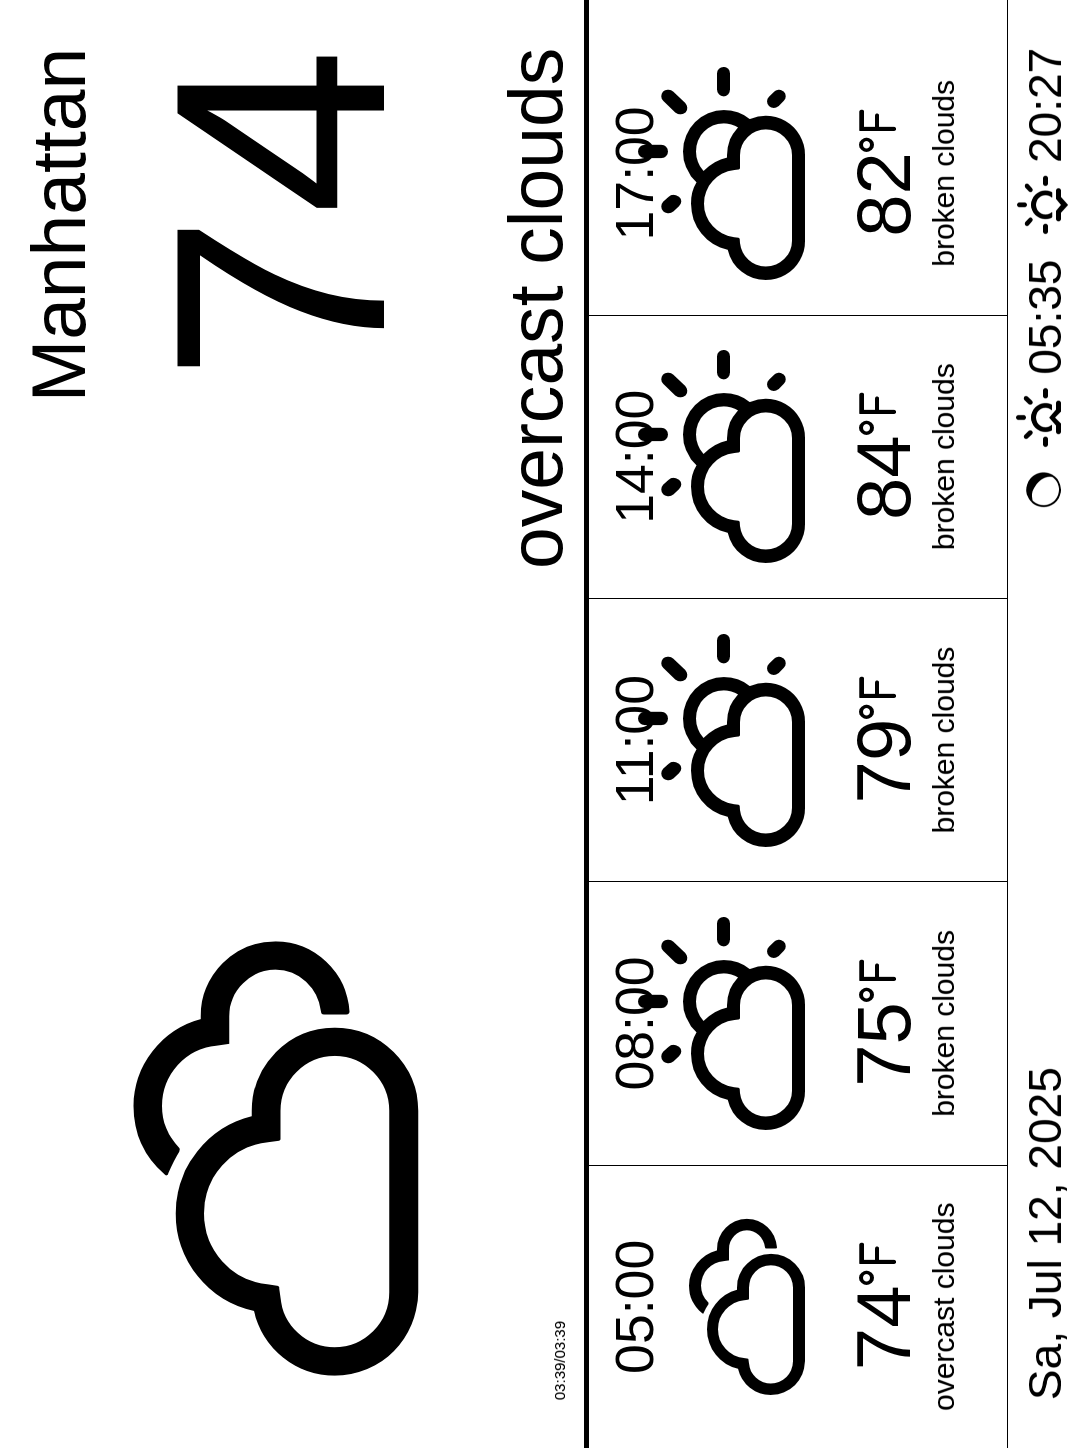 Manhattan
74
overcast clouds
03:39/03:39
05:00
74°F
overcast clouds
08:00
75°F
broken clouds
11:00
79°F
broken clouds
14:00
84°F
broken clouds
17:00
82°F
broken clouds
Sa, Jul 12, 2025
05:35
20:27